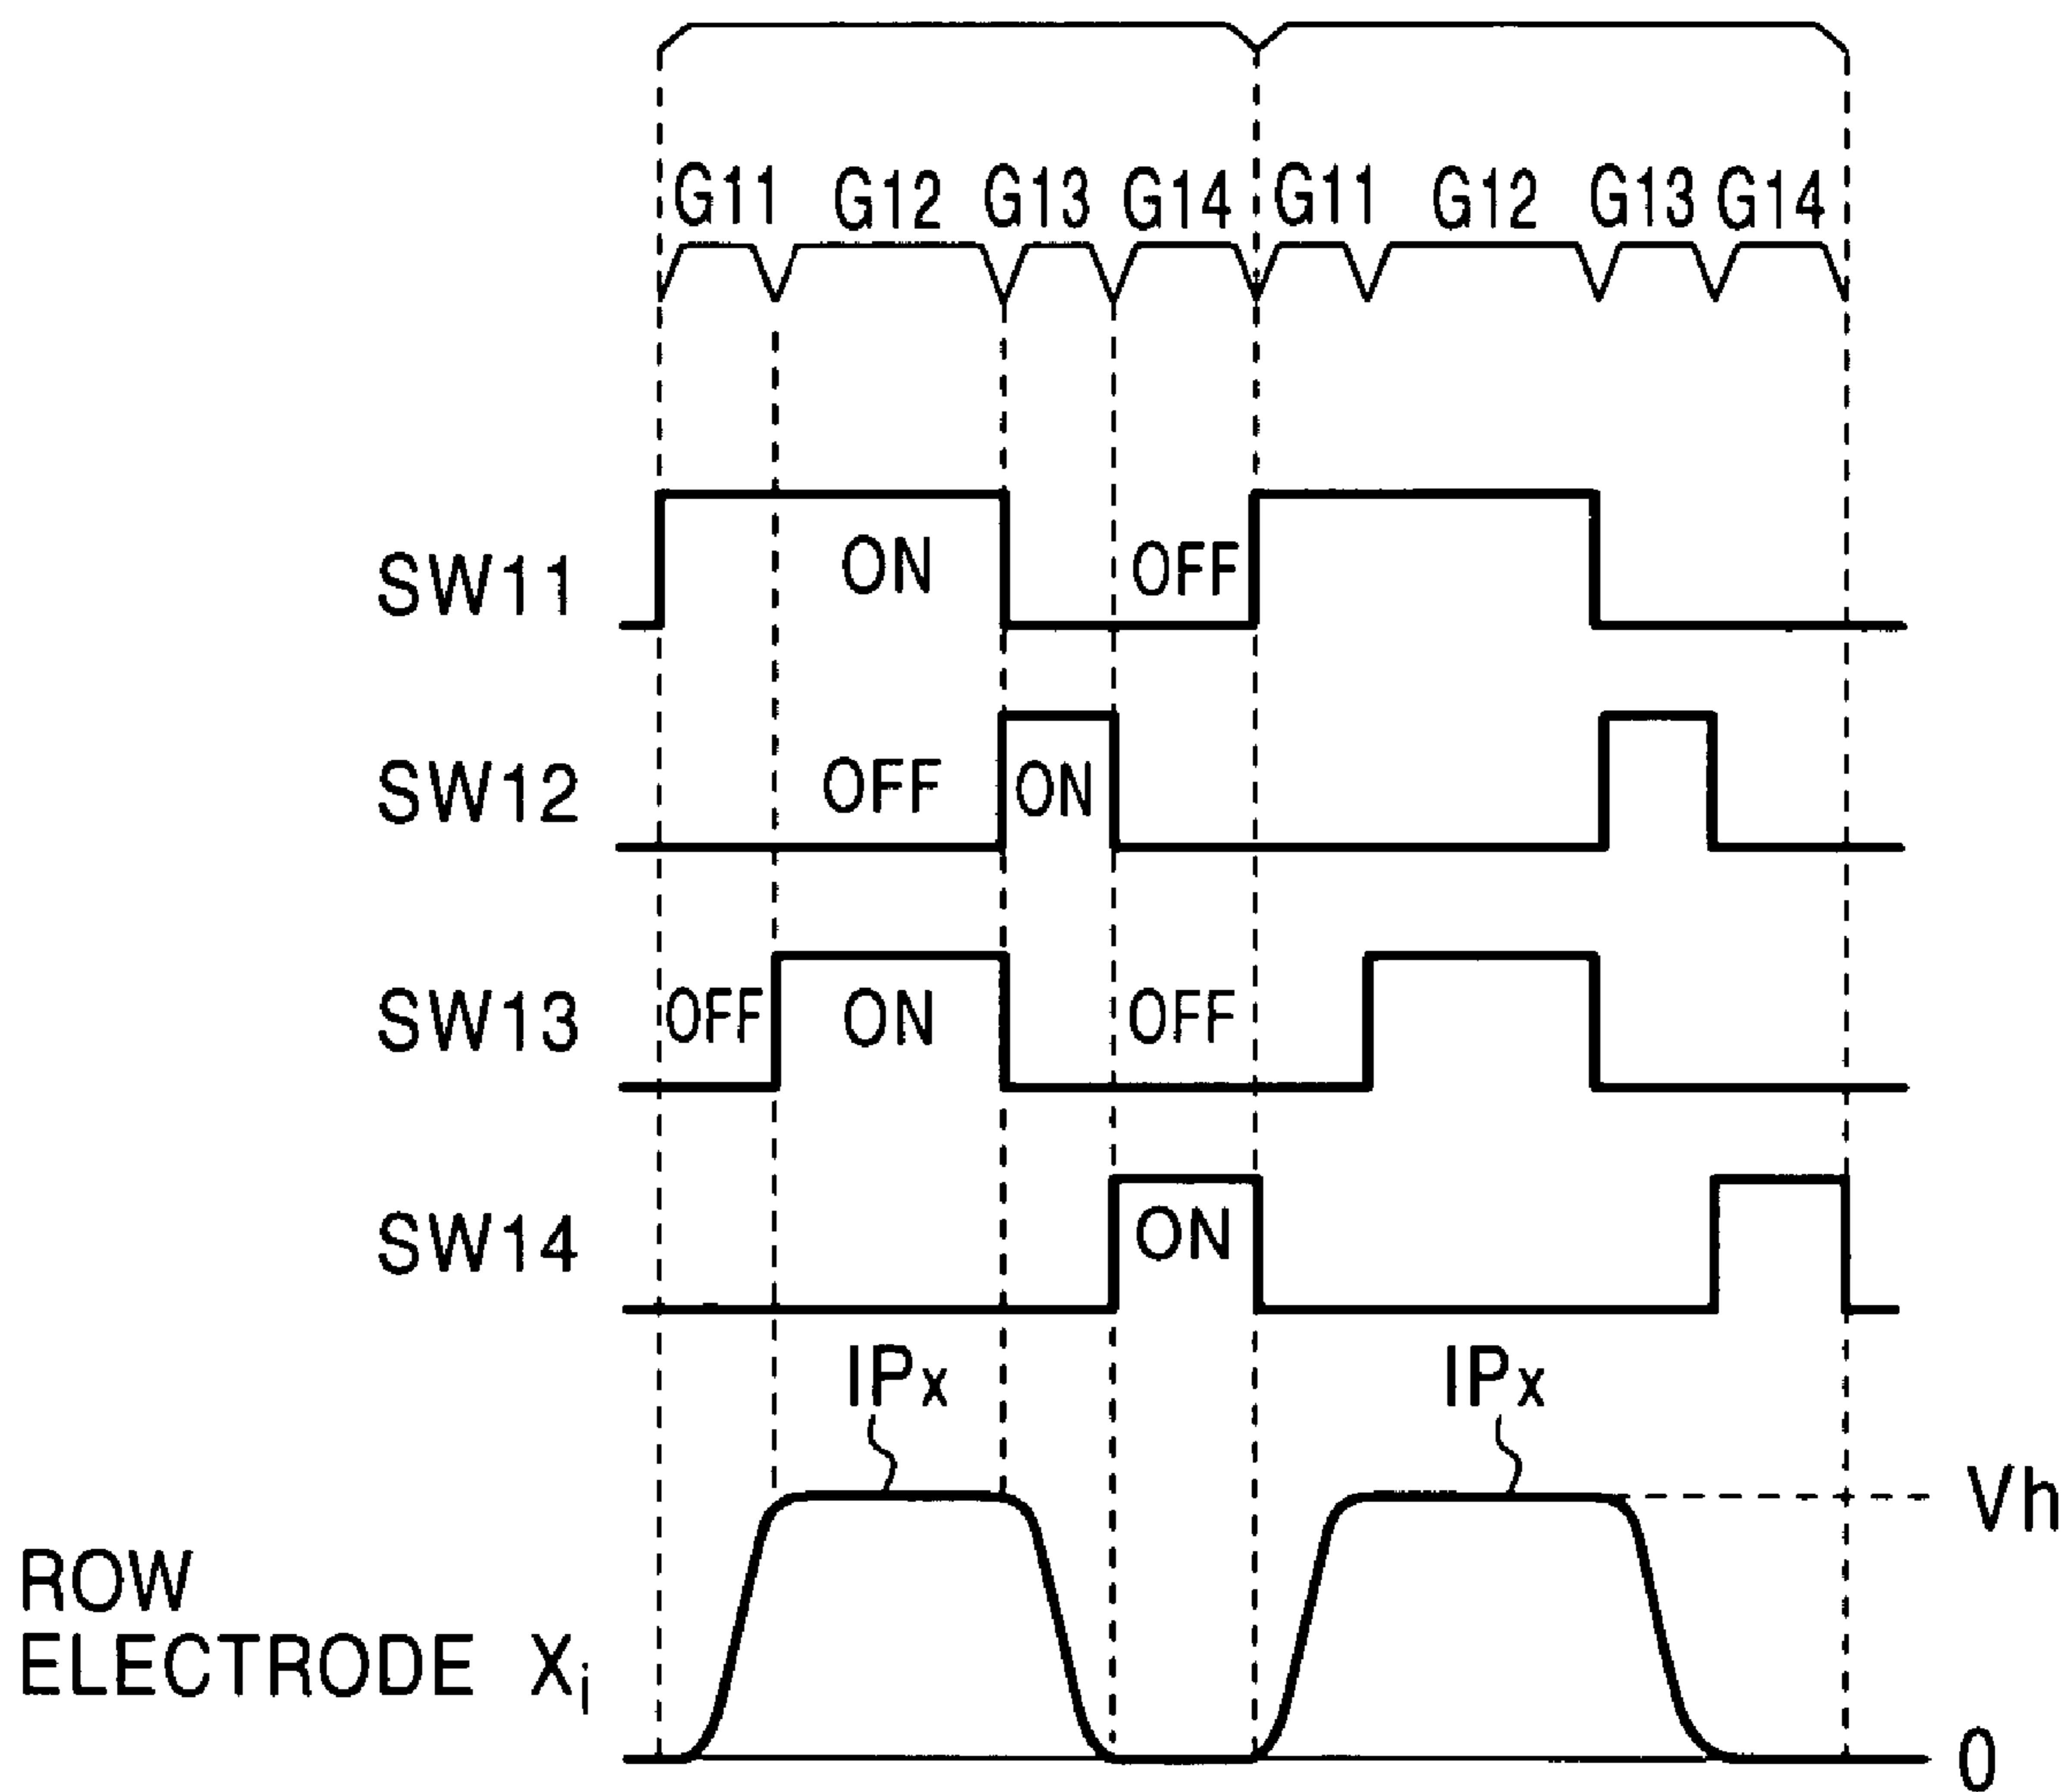 G11 G12 G13 G14 G11 G12 G13 G14
SW11 ON OFF
SW12 OFF ON
SW13 OFF ON OFF
SW14 ON
IPx IPx
Vh
ROW
ELECTRODE Xi
0